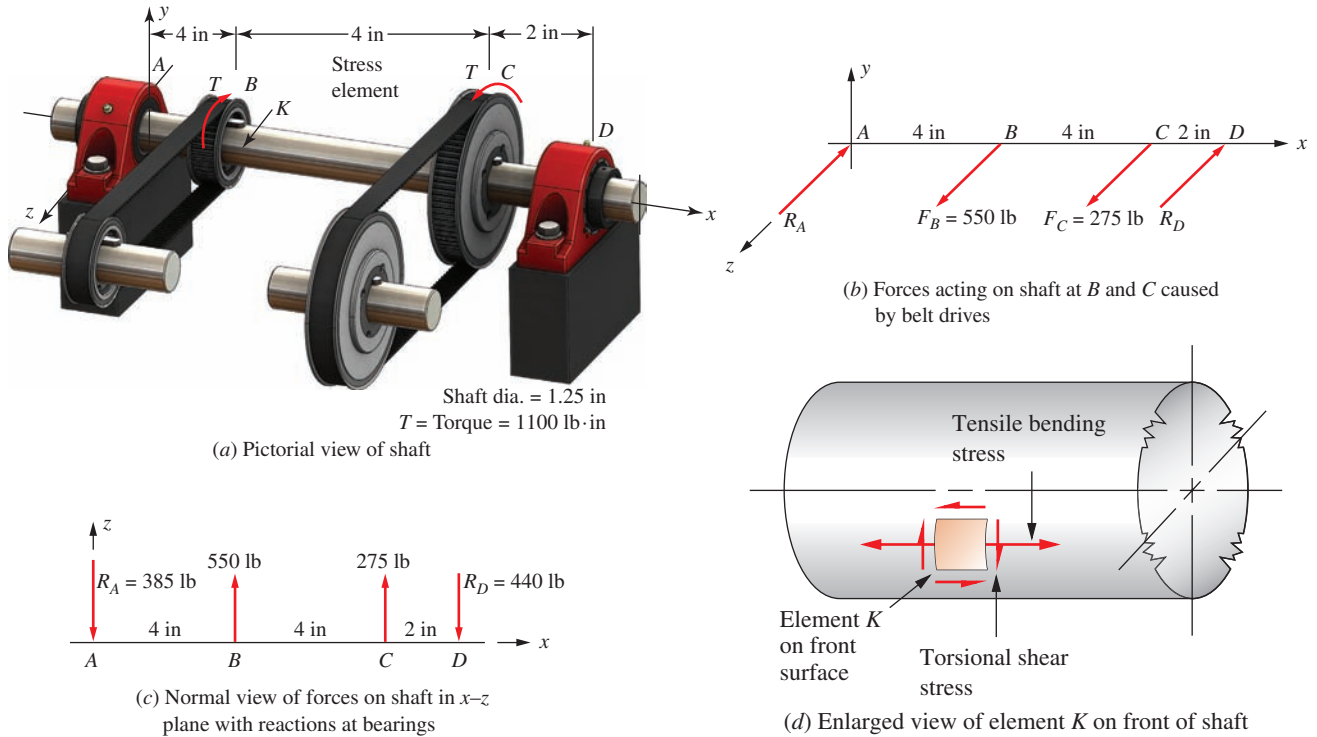 y
4 in
4 in
2 in
A
T
B
Stress
element
K
T
C
D
z
x
Shaft dia. = 1.25 in
T = Torque = 1100 lb·in
(a) Pictorial view of shaft
y
A
4 in
B
4 in
C
2 in
D
x
R_A
F_B = 550 lb
F_C = 275 lb
R_D
z
(b) Forces acting on shaft at B and C caused
by belt drives
z
R_A = 385 lb
550 lb
275 lb
R_D = 440 lb
4 in
4 in
2 in
x
A
B
C
D
(c) Normal view of forces on shaft in x–z
plane with reactions at bearings
Tensile bending
stress
Element K
on front
surface
Torsional shear
stress
(d) Enlarged view of element K on front of shaft